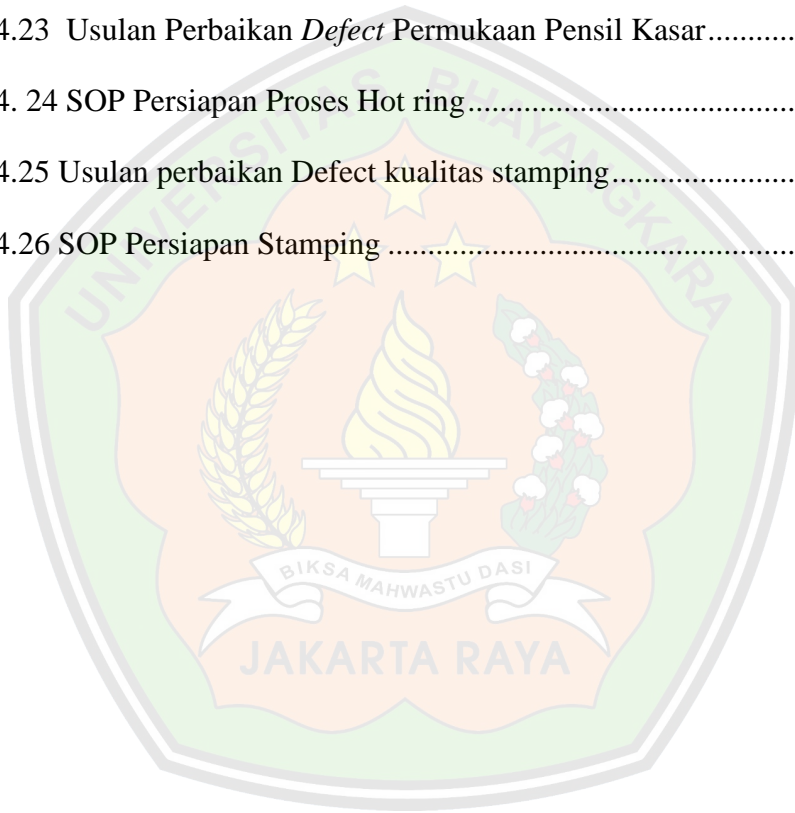 4.23 Usulan Perbaikan Defect Permukaan Pensil Kasar...........
4. 24 SOP Persiapan Proses Hot ring........................................
4.25 Usulan perbaikan Defect kualitas stamping.......................
4.26 SOP Persiapan Stamping ..................................................
UNIVERSITAS BHAYANGKARA
BIKSA MAHWASTU DASI
JAKARTA RAYA